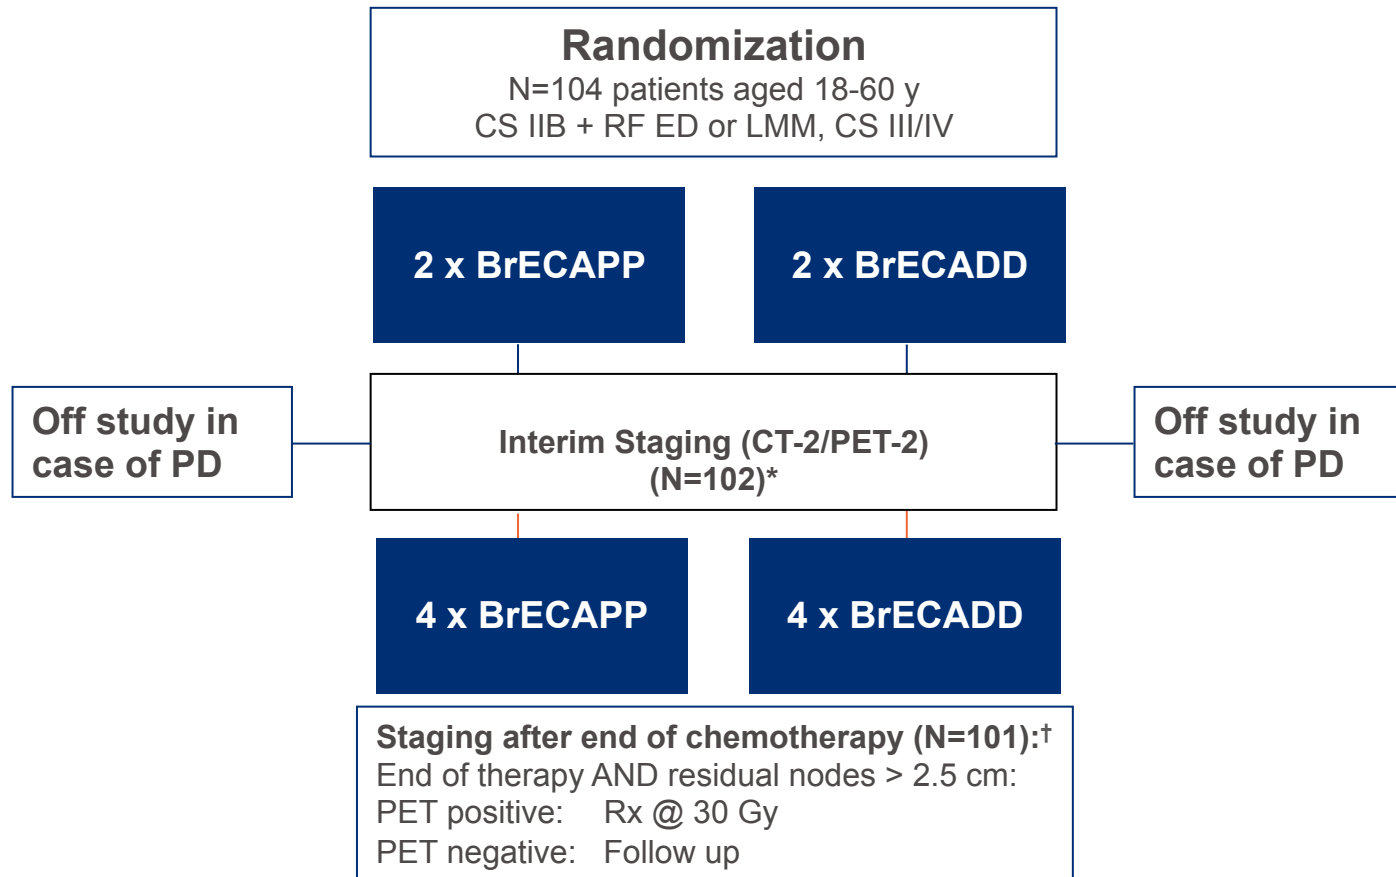 Randomization
N=104 patients aged 18-60 y
CS IIB + RF ED or LMM, CS III/IV
2 x BrECAPP
2 x BrECADD
Off study in
case of PD
Interim Staging (CT-2/PET-2)
(N=102)*
Off study in
case of PD
4 x BrECAPP
4 x BrECADD
Staging after end of chemotherapy (N=101):†
End of therapy AND residual nodes > 2.5 cm:
PET positive: Rx @ 30 Gy
PET negative: Follow up